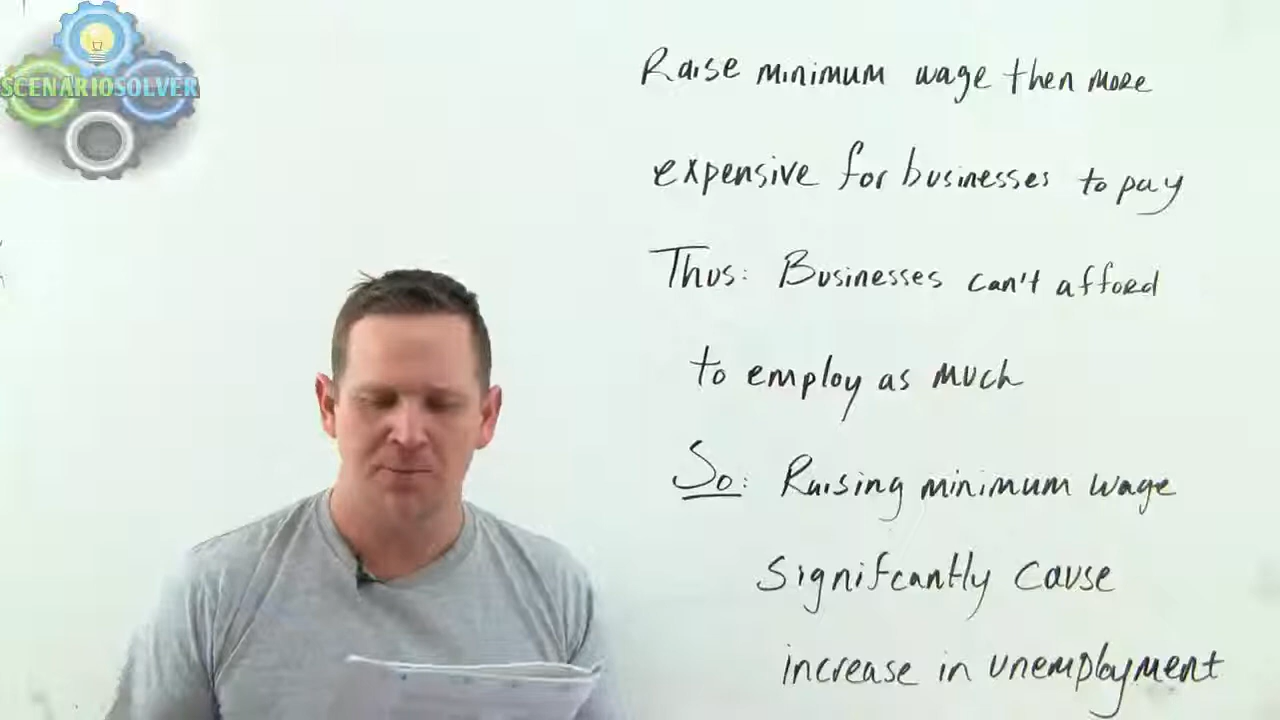 SCENARIOSOLVER
Raise minimum wage then more
expensive for businesses to pay
Thus: Businesses can't afford
to employ as much
So: Raising minimum wage
signifcantly cause
increase in unemployment